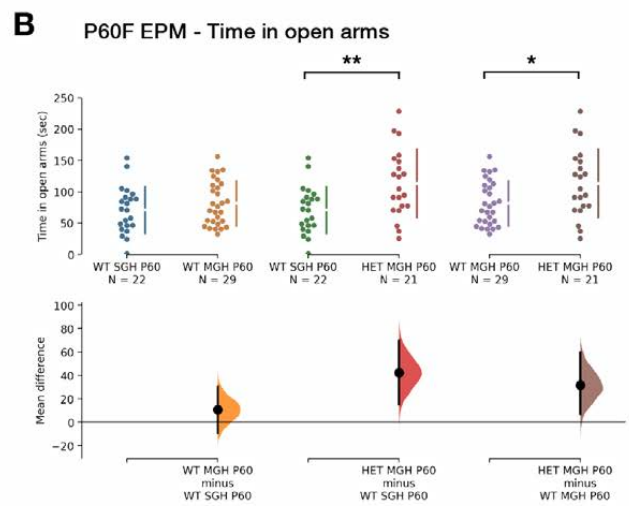 B
P60F EPM - Time in open arms
** *
Time in open arms (sec)
250
200
150
100
50
0
WT SGH P60 WT MGH P60 WT SGH P60 HET MGH P60 WT MGH P60 HET MGH P60
N = 22 N = 29 N = 22 N = 21 N = 29 N = 21
Mean difference
100
80
60
40
20
0
−20
WT MGH P60 HET MGH P60 HET MGH P60
minus minus minus
WT SGH P60 WT SGH P60 WT MGH P60